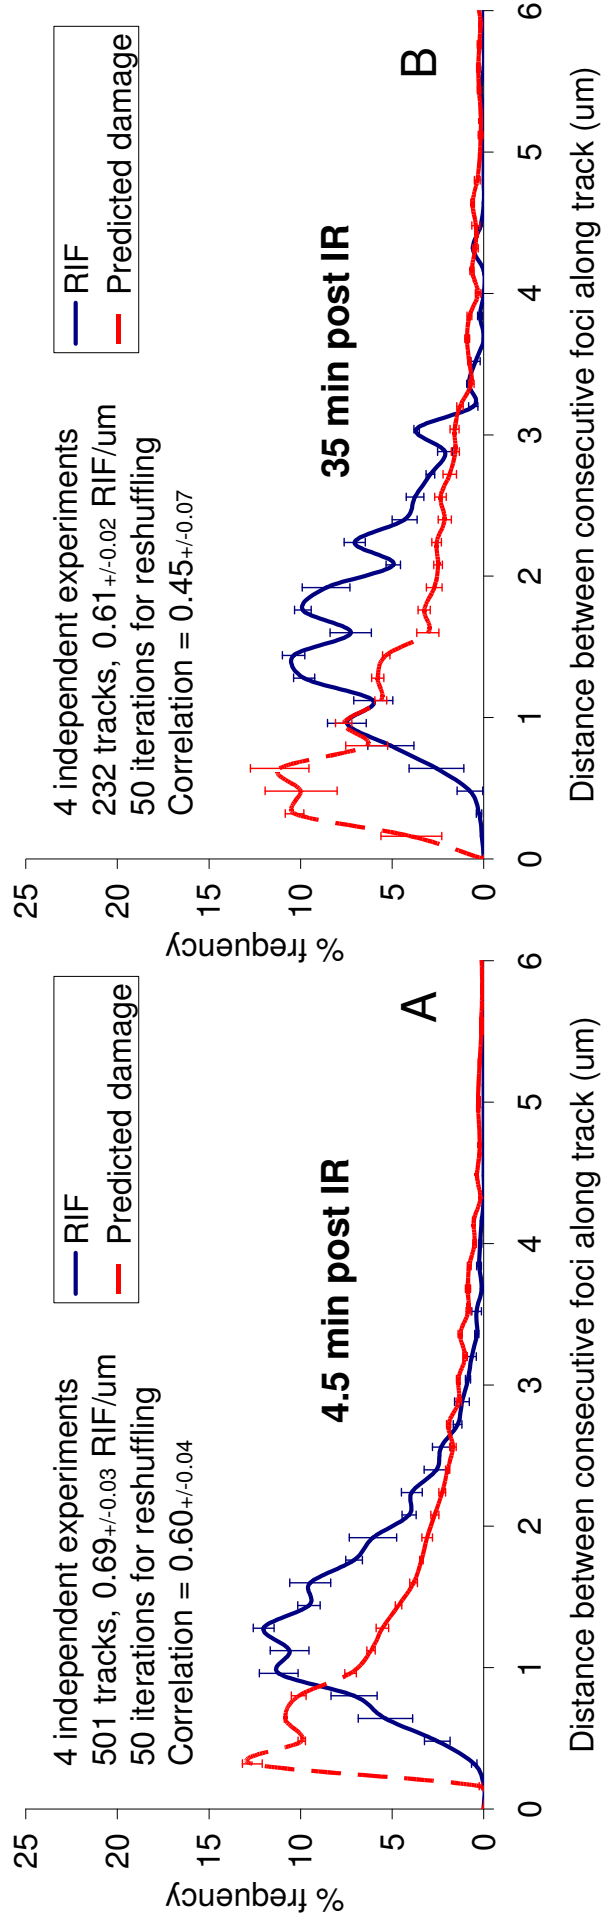 4 independent experiments
501 tracks, 0.69+/-0.03 RIF/um
50 iterations for reshuffling
Correlation = 0.60+/-0.04
RIF
Predicted damage
4.5 min post IR
A
% frequency
25
20
15
10
5
0
0 1 2 3 4 5 6
Distance between consecutive foci along track (um)
4 independent experiments
232 tracks, 0.61+/-0.02 RIF/um
50 iterations for reshuffling
Correlation = 0.45+/-0.07
RIF
Predicted damage
35 min post IR
B
% frequency
25
20
15
10
5
0
0 1 2 3 4 5 6
Distance between consecutive foci along track (um)